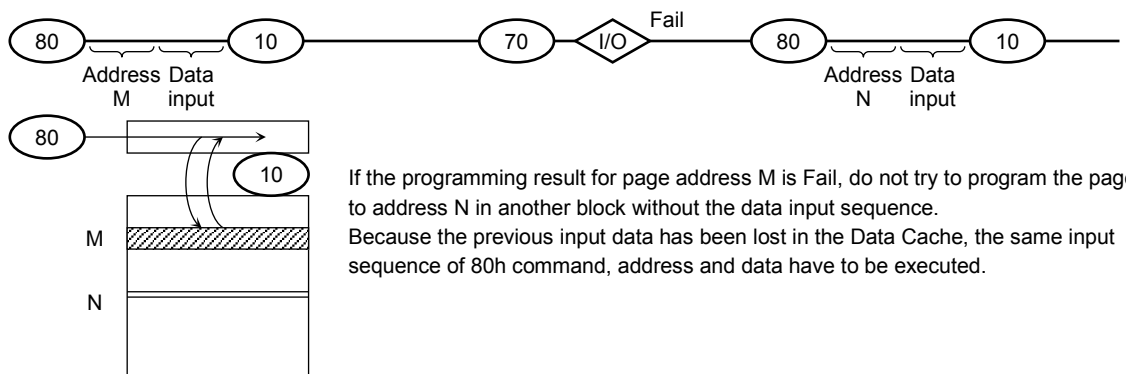 80 10 70 I/O Fail 80 10
Address M Data input Address N Data input
80
10
If the programming result for page address M is Fail, do not try to program the pag
to address N in another block without the data input sequence.
M
Because the previous input data has been lost in the Data Cache, the same input
sequence of 80h command, address and data have to be executed.
N